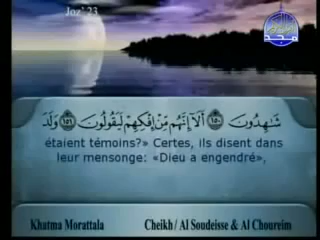 Joz' 23
شَـٰهِدُونَ ١٥٠ أَلَآ إِنَّهُم مِّنْ إِفْكِهِمْ لَيَقُولُونَ ١٥١ وَلَدَ
étaient témoins?» Certes, ils disent dans
leur mensonge: «Dieu a engendré»,
Khatma Morattala
Cheikh / Al Soudeisse & Al Choureim